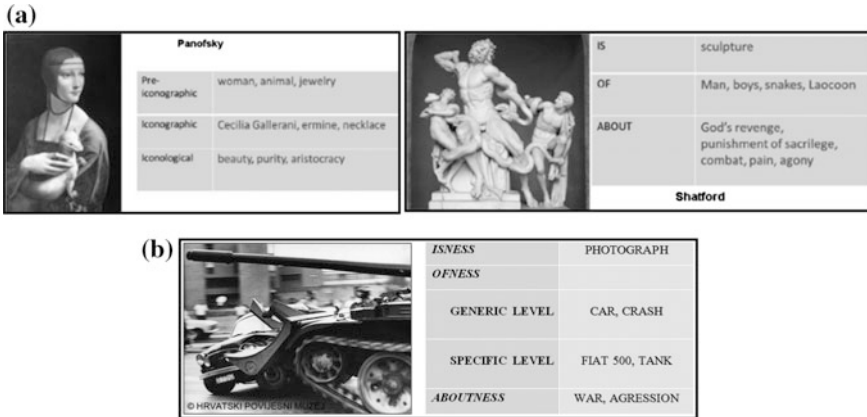 (a)
Panofsky
Pre-
iconographic
woman, animal, jewelry
Iconographic
Cecilia Gallerani, ermine, necklace
Iconological
beauty, purity, aristocracy
IS
sculpture
OF
Man, boys, snakes, Laocoon
ABOUT
God's revenge,
punishment of sacrilege,
combat, pain, agony
Shatford
(b)
ISNESS
PHOTOGRAPH
OFNESS
GENERIC LEVEL
CAR, CRASH
SPECIFIC LEVEL
FIAT 500, TANK
ABOUTNESS
WAR, AGRESSION
© HRVATSKI POVIJESNI MUZEJ